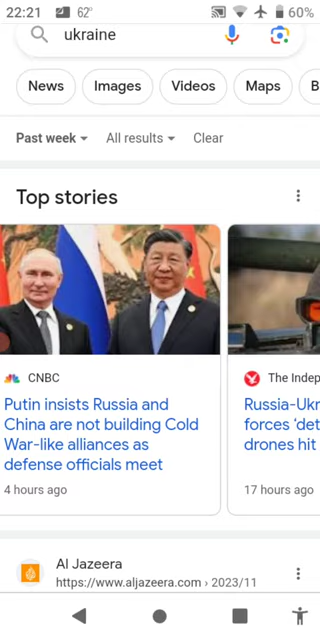 22:21 62° 60%
ukraine
News Images Videos Maps B
Past week All results Clear
Top stories
CNBC
Putin insists Russia and
China are not building Cold
War-like alliances as
defense officials meet
4 hours ago
The Indep
Russia-Ukr
forces 'det
drones hit
17 hours ago
Al Jazeera
https://www.aljazeera.com › 2023/11